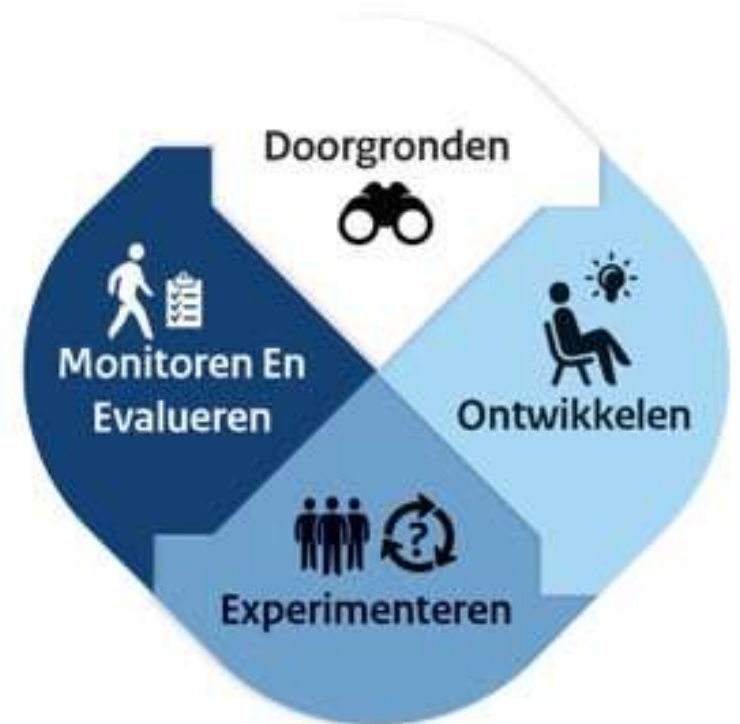 Doorgronden
Ontwikkelen
?
Experimenteren
Monitoren En
Evalueren